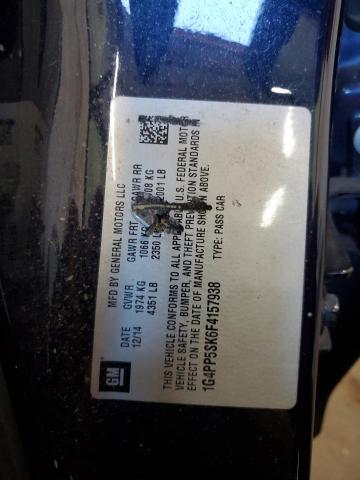 MFD BY GENERAL MOTORS LLC
DATE GVWR GAWR FRT GAWR RR
12/14 1974 KG 1066 KG 908 KG
4351 LB 2350 LB 2001 LB
THIS VEHICLE CONFORMS TO ALL APPLICABLE U.S. FEDERAL MOTOR
VEHICLE SAFETY, BUMPER, AND THEFT PREVENTION STANDARDS
EFFECT ON THE DATE OF MANUFACTURE SHOWN ABOVE.
1G4PP5SK6F4157938 TYPE: PASS CAR
GM